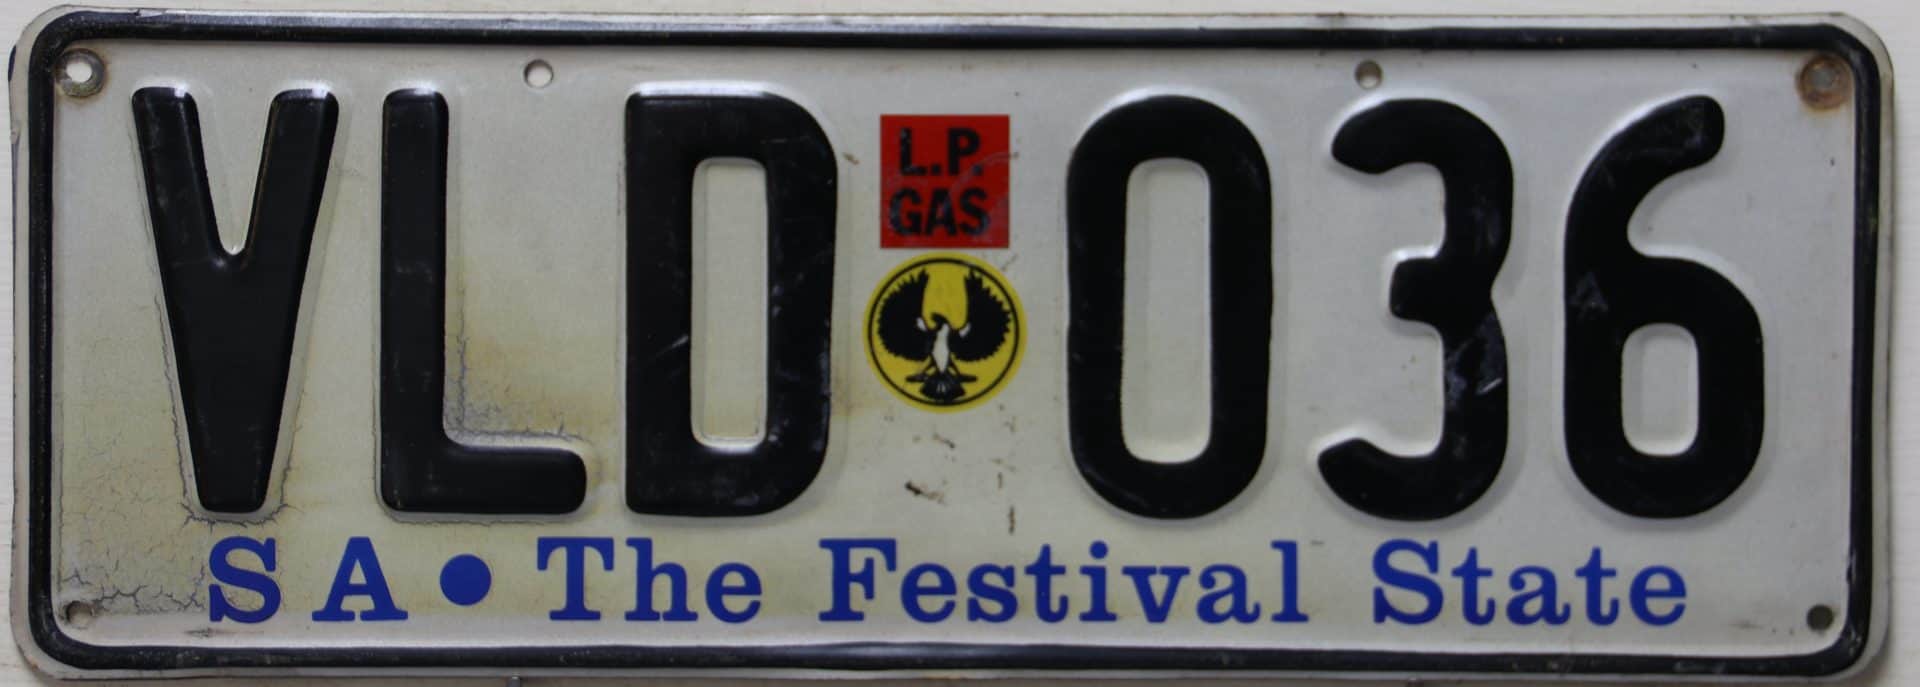 VLD 036
L.P.
GAS
SA • The Festival State